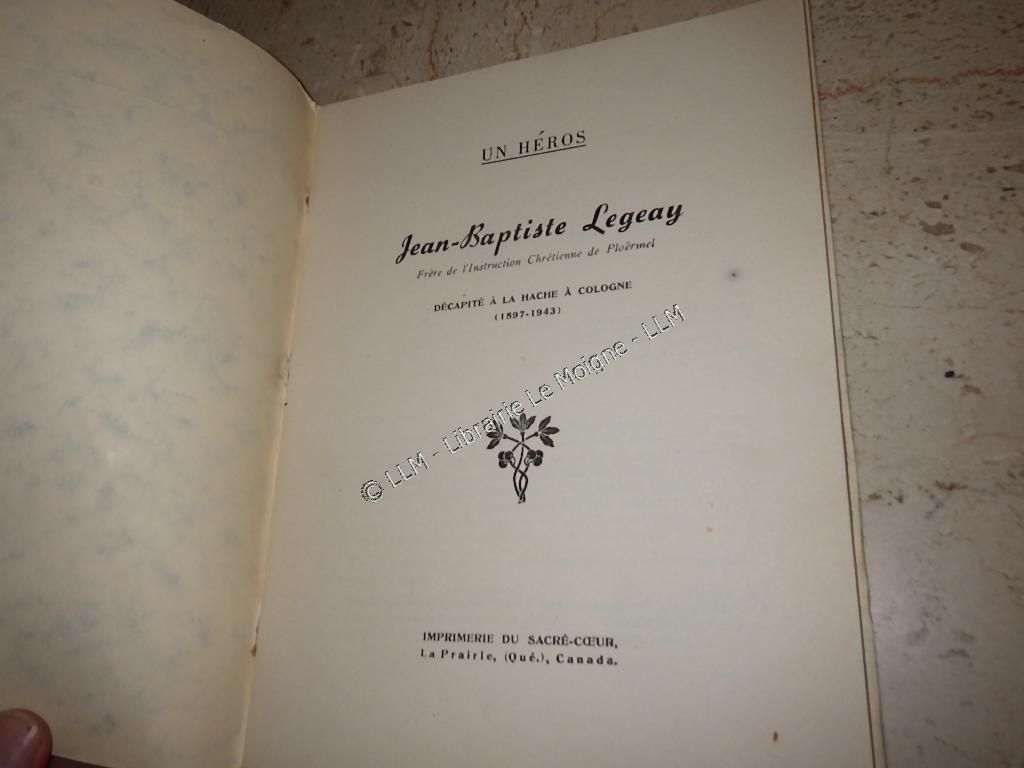 UN HÉROS
Jean-Baptiste Legeay
Frère de l'Instruction Chrétienne de Ploërmel
DÉCAPITÉ À LA HACHE À COLOGNE
(1897-1943)
© LLM - Librairie Le Moigne - LLM
IMPRIMERIE DU SACRÉ-CŒUR,
La Prairie, (Qué.), Canada.